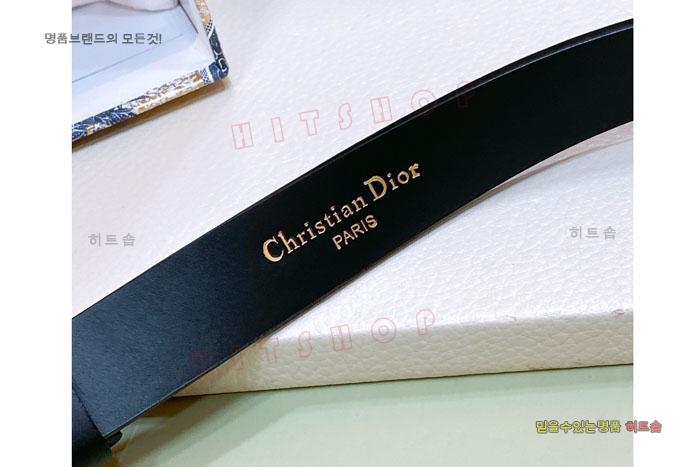 명품브랜드의 모든것!
HITSHOP
Christian Dior
PARIS
히트숍
히트숍
HITSHOP
믿을수있는명품 히트숍